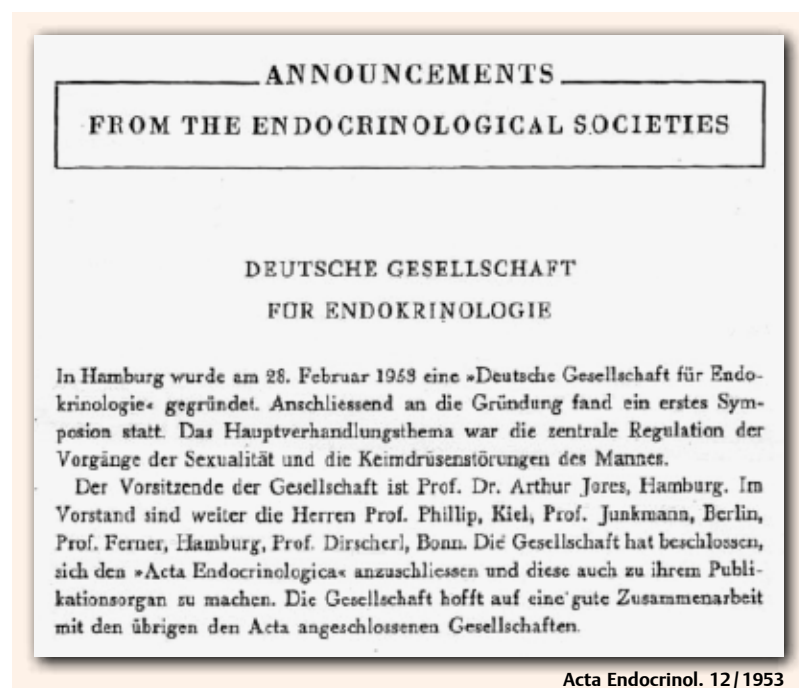 ANNOUNCEMENTS
FROM THE ENDOCRINOLOGICAL SOCIETIES
DEUTSCHE GESELLSCHAFT
FÜR ENDOKRINOLOGIE
In Hamburg wurde am 28. Februar 1953 eine »Deutsche Gesellschaft für Endo-
krinologie« gegründet. Anschliessend an die Gründung fand ein erstes Sym-
posion statt. Das Hauptverhandlungsthema war die zentrale Regulation der
Vorgänge der Sexualität und die Keimdrüsenstörungen des Mannes.
Der Vorsitzende der Gesellschaft ist Prof. Dr. Arthur Jores, Hamburg. Im
Vorstand sind weiter die Herren Prof. Phillip, Kiel, Prof. Junkmann, Berlin,
Prof. Ferner, Hamburg, Prof. Dirscherl, Bonn. Die Gesellschaft hat beschlossen,
sich den »Acta Endocrinologica« anzuschliessen und diese auch zu ihrem Publi-
kationsorgan zu machen. Die Gesellschaft hofft auf eine gute Zusammenarbeit
mit den übrigen den Acta angeschlossenen Gesellschaften.
Acta Endocrinol. 12/1953